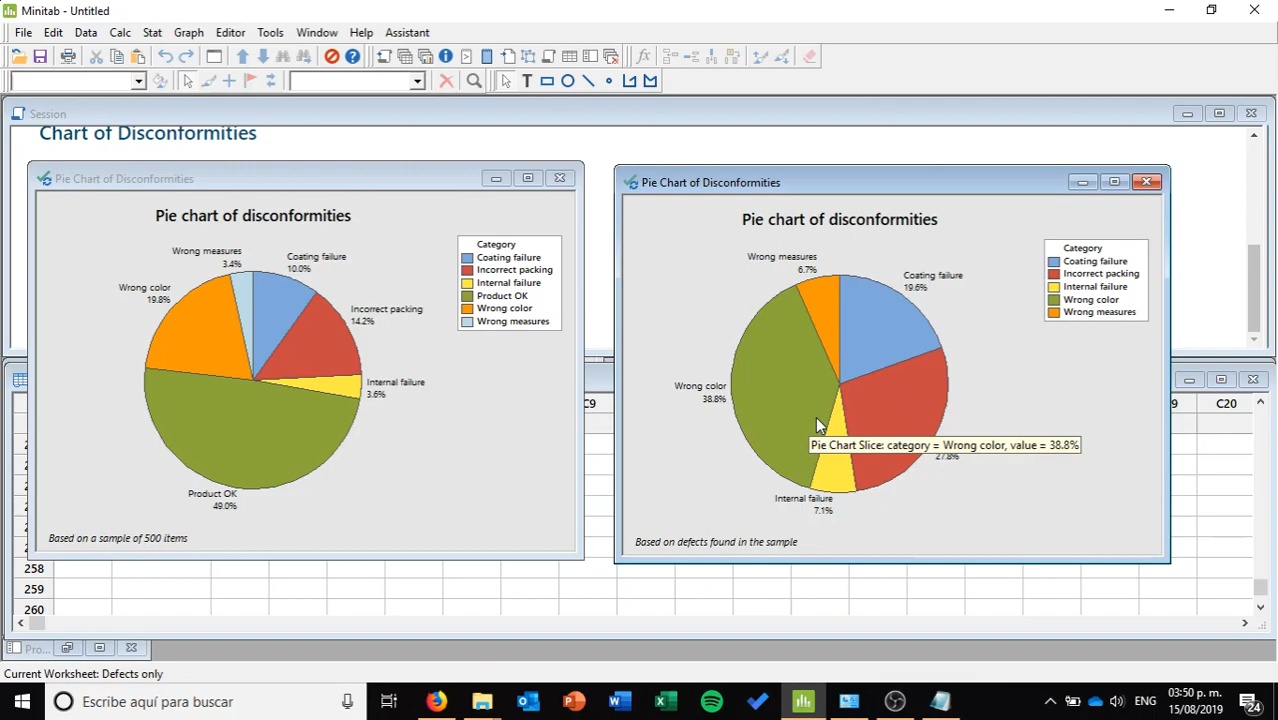 Minitab - Untitled
File Edit Data Calc Stat Graph Editor Tools Window Help Assistant
Session
Chart of Disconformities
Pie Chart of Disconformities
Pie chart of disconformities
Wrong measures
3.4%
Coating failure
10.0%
Wrong color
19.8%
Incorrect packing
14.2%
Internal failure
3.6%
Product OK
49.0%
Category
Coating failure
Incorrect packing
Internal failure
Product OK
Wrong color
Wrong measures
Based on a sample of 500 items
Pie Chart of Disconformities
Pie chart of disconformities
Wrong measures
6.7%
Coating failure
19.6%
Wrong color
38.8%
Pie Chart Slice: category = Wrong color, value = 38.8%
27.8%
Internal failure
7.1%
Category
Coating failure
Incorrect packing
Internal failure
Wrong color
Wrong measures
Based on defects found in the sample
C9 C20
258
259
260
Pro...
Current Worksheet: Defects only
Escribe aquí para buscar
ENG
03:50 p. m.
15/08/2019
24